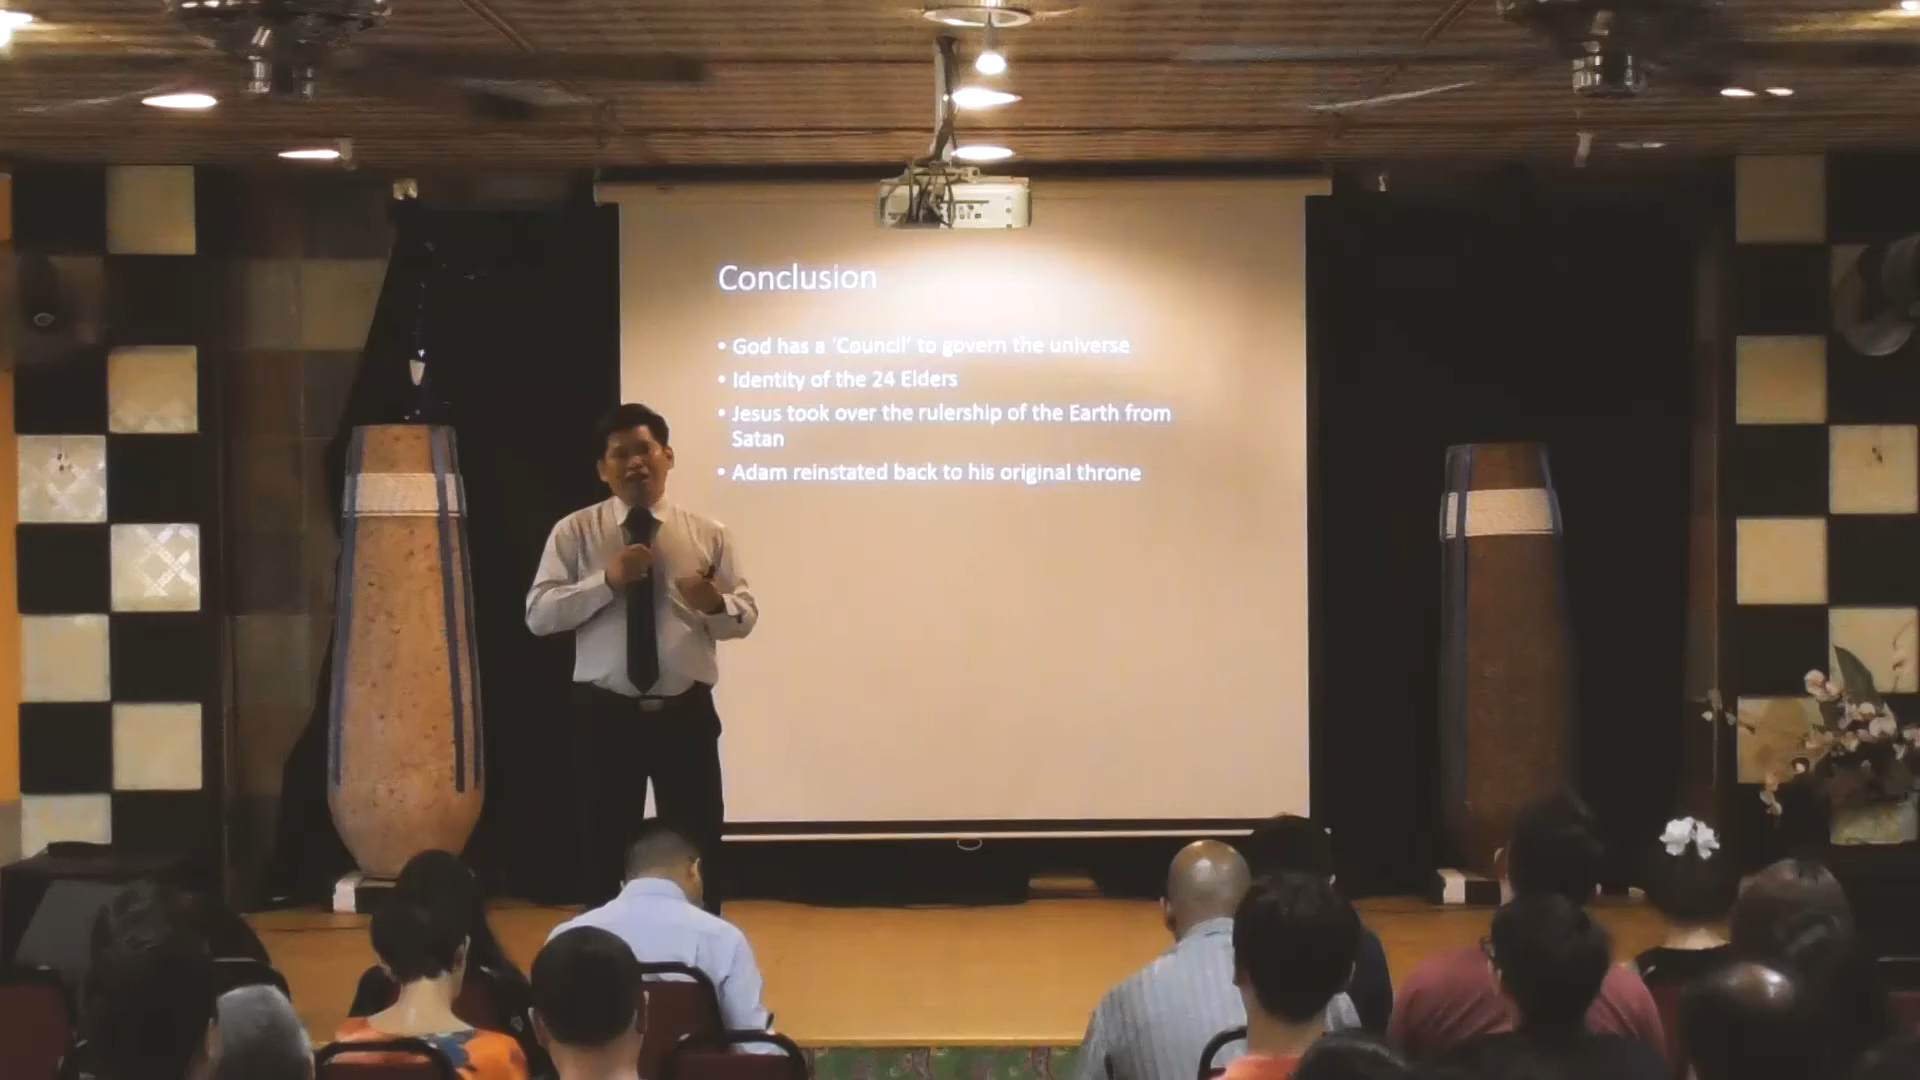 Conclusion
• God has a ‘Council’ to govern the universe
• Identity of the 24 Elders
• Jesus took over the rulership of the Earth from
Satan
• Adam reinstated back to his original throne